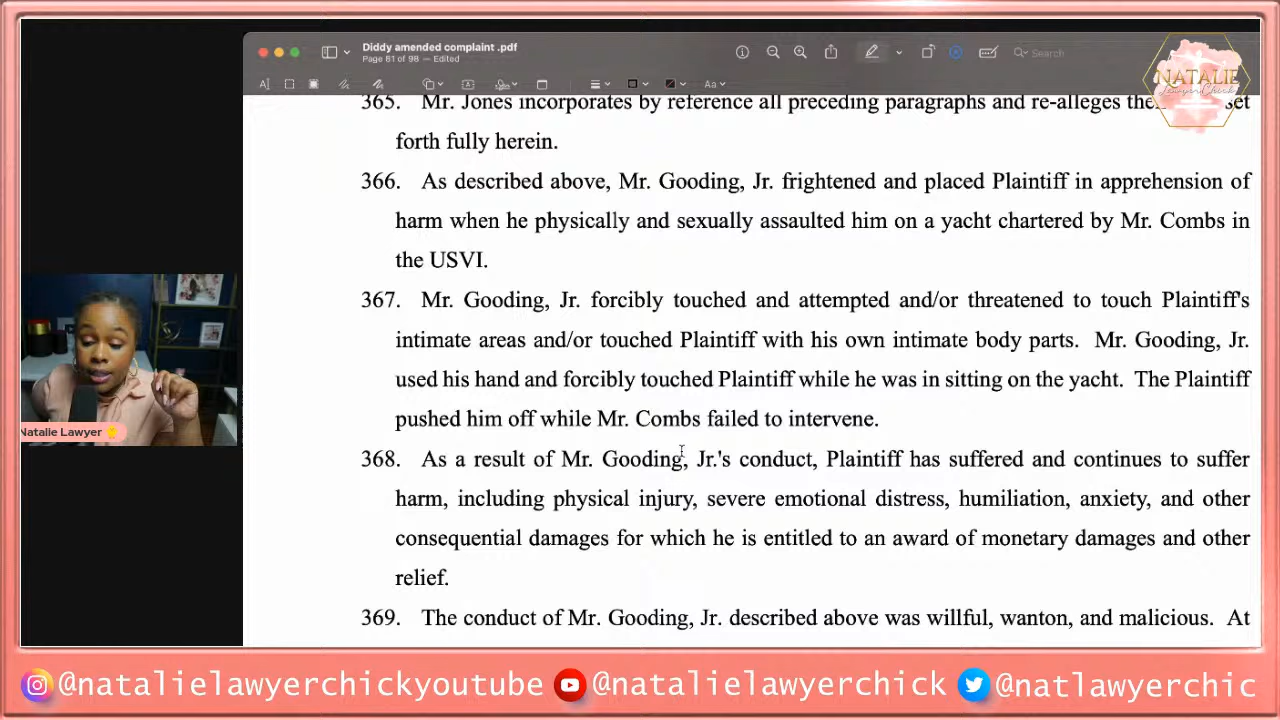 Diddy amended complaint .pdf
Page 61 of 98 — Edited
Search
NATALIE
LawyerChick
365. Mr. Jones incorporates by reference all preceding paragraphs and re-alleges set
forth fully herein.
366. As described above, Mr. Gooding, Jr. frightened and placed Plaintiff in apprehension of
harm when he physically and sexually assaulted him on a yacht chartered by Mr. Combs in
the USVI.
367. Mr. Gooding, Jr. forcibly touched and attempted and/or threatened to touch Plaintiff's
intimate areas and/or touched Plaintiff with his own intimate body parts. Mr. Gooding, Jr.
used his hand and forcibly touched Plaintiff while he was in sitting on the yacht. The Plaintiff
pushed him off while Mr. Combs failed to intervene.
Natalie Lawyer
368. As a result of Mr. Gooding, Jr.'s conduct, Plaintiff has suffered and continues to suffer
harm, including physical injury, severe emotional distress, humiliation, anxiety, and other
consequential damages for which he is entitled to an award of monetary damages and other
relief.
369. The conduct of Mr. Gooding, Jr. described above was willful, wanton, and malicious. At
@natalielawyerchickyoutube @natalielawyerchick @natlawyerchic